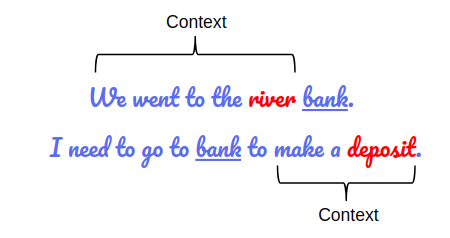 Context
We went to the river bank.
I need to go to bank to make a deposit.
Context